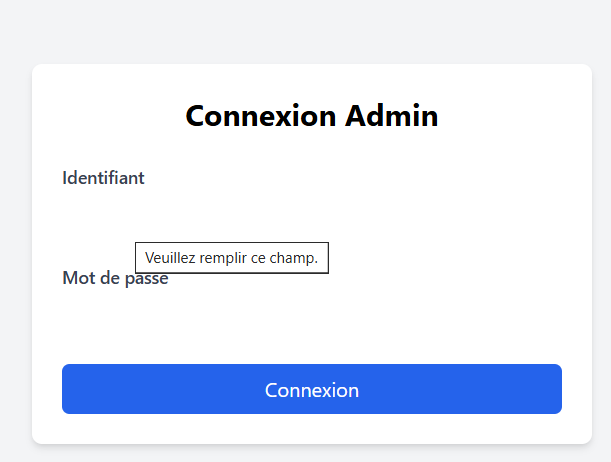 Connexion Admin
Identifiant
Veuillez remplir ce champ.
Mot de passe
Connexion